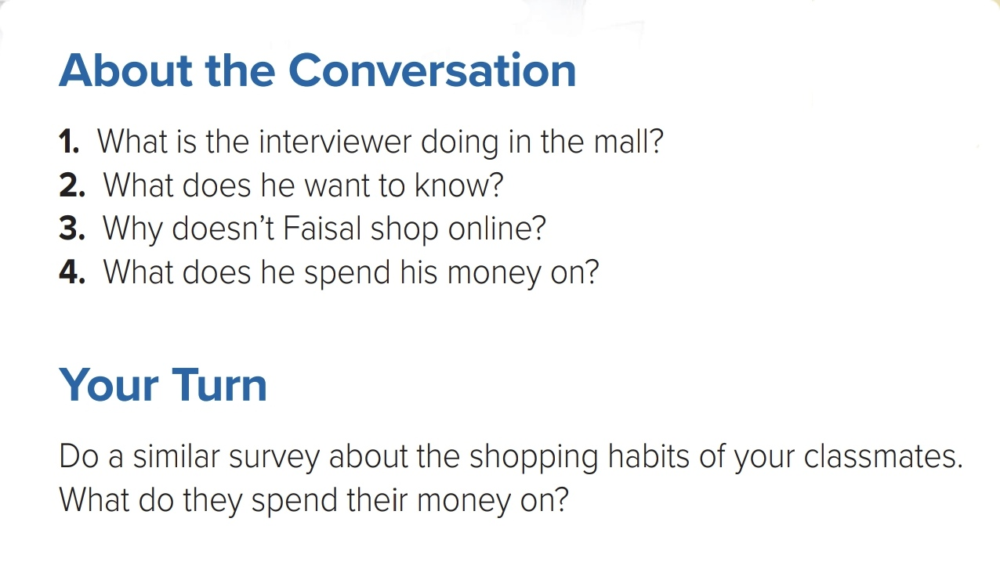 About the Conversation
1. What is the interviewer doing in the mall?
2. What does he want to know?
3. Why doesn’t Faisal shop online?
4. What does he spend his money on?
Your Turn
Do a similar survey about the shopping habits of your classmates.
What do they spend their money on?